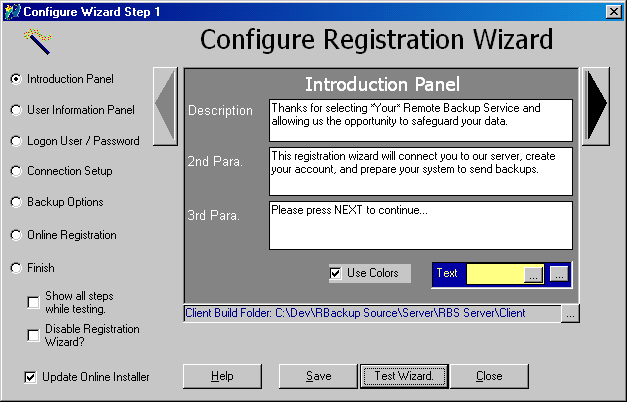 Configure Wizard Step 1
Configure Registration Wizard
Introduction Panel
User Information Panel
Logon User / Password
Connection Setup
Backup Options
Online Registration
Finish
Show all steps
while testing.
Disable Registration
Wizard?
Update Online Installer
Introduction Panel
Description
Thanks for selecting *Your* Remote Backup Service and
allowing us the opportunity to safeguard your data.
2nd Para.
This registration wizard will connect you to our server, create
your account, and prepare your system to send backups.
3rd Para.
Please press NEXT to continue...
Use Colors
Text
...
...
Client Build Folder: C:\Dev\RBackup Source\Server\RBS Server\Client
...
Help
Save
Test Wizard.
Close